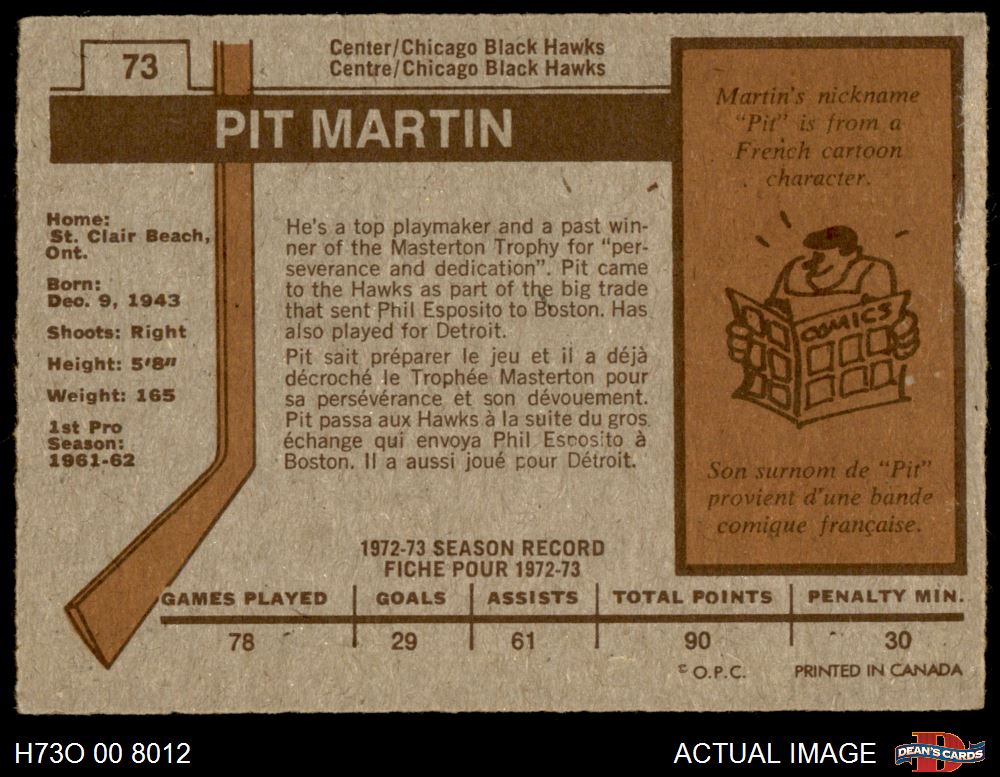 73
Center/Chicago Black Hawks
Centre/Chicago Black Hawks
PIT MARTIN
Home:
St. Clair Beach,
Ont.
Born:
Dec. 9, 1943
Shoots: Right
Height: 5'8"
Weight: 165
1st Pro
Season:
1961-62
He's a top playmaker and a past win-
ner of the Masterton Trophy for "per-
severance and dedication". Pit came
to the Hawks as part of the big trade
that sent Phil Esposito to Boston. Has
also played for Detroit.
Pit sait préparer le jeu et il a déjà
décroché le Trophée Masterton pour
sa persévérance et son dévouement.
Pit passa aux Hawks à la suite du gros
échange qui envoya Phil Esposito à
Boston. Il a aussi joué pour Détroit.
Martin's nickname
"Pit" is from a
French cartoon
character.
COMICS
Son surnom de "Pit"
provient d'une bande
comique française.
1972-73 SEASON RECORD
FICHE POUR 1972-73
GAMES PLAYED GOALS ASSISTS TOTAL POINTS PENALTY MIN.
78 29 61 90 30
© O.P.C. PRINTED IN CANADA
H73O 00 8012
ACTUAL IMAGE
D
DEAN'S CARDS